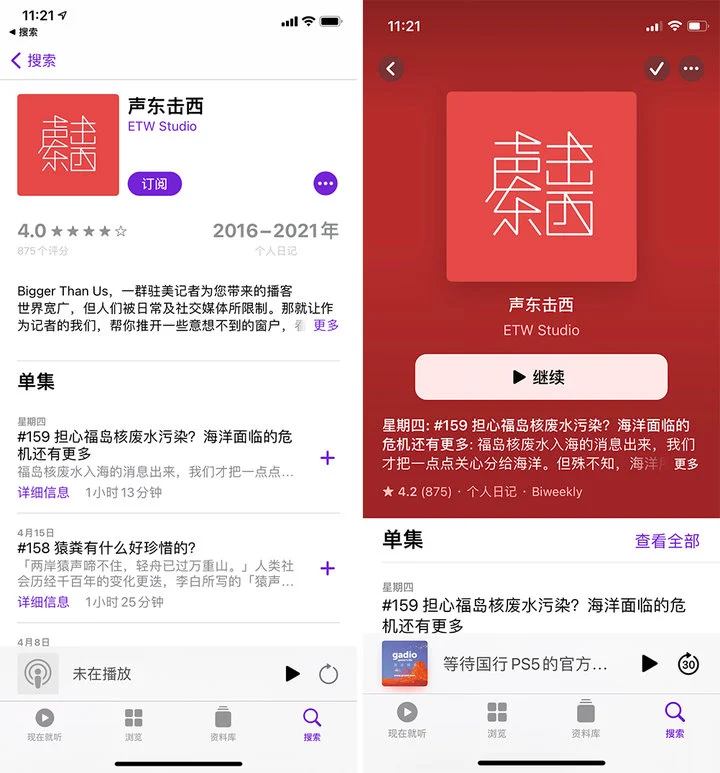 11:21
搜索
搜索
声东击西
声东击西
ETW Studio
订阅
4.0
2016–2021年
875个评分
个人日记
Bigger Than Us，一群驻美记者为您带来的播客
世界宽广，但人们被日常及社交媒体所限制。那就让作
为记者的我们，帮你推开一些意想不到的窗户，看
更多
单集
星期四
#159 担心福岛核废水污染？海洋面临的危
机还有更多
福岛核废水入海的消息出来，我们才把一点点...
详细信息
1小时13分钟
4月15日
#158 猿粪有什么好珍惜的？
「两岸猿声啼不住，轻舟已过万重山。」人类社
会历经千百年的变化更迭，李白所写的「猿声...
详细信息
1小时25分钟
4月8日
未在播放
现在就听
浏览
资料库
搜索
11:21
声东击西
声东击西
ETW Studio
继续
星期四: #159 担心福岛核废水污染？海洋面临的
危机还有更多: 福岛核废水入海的消息出来，我们
才把一点点关心分给海洋。但殊不知，海洋
更多
4.2 (875) · 个人日记 · Biweekly
单集
查看全部
星期四
#159 担心福岛核废水污染？海洋面临的危
机还有更多
gadio
等待国行PS5的官方...
30
现在就听
浏览
资料库
搜索